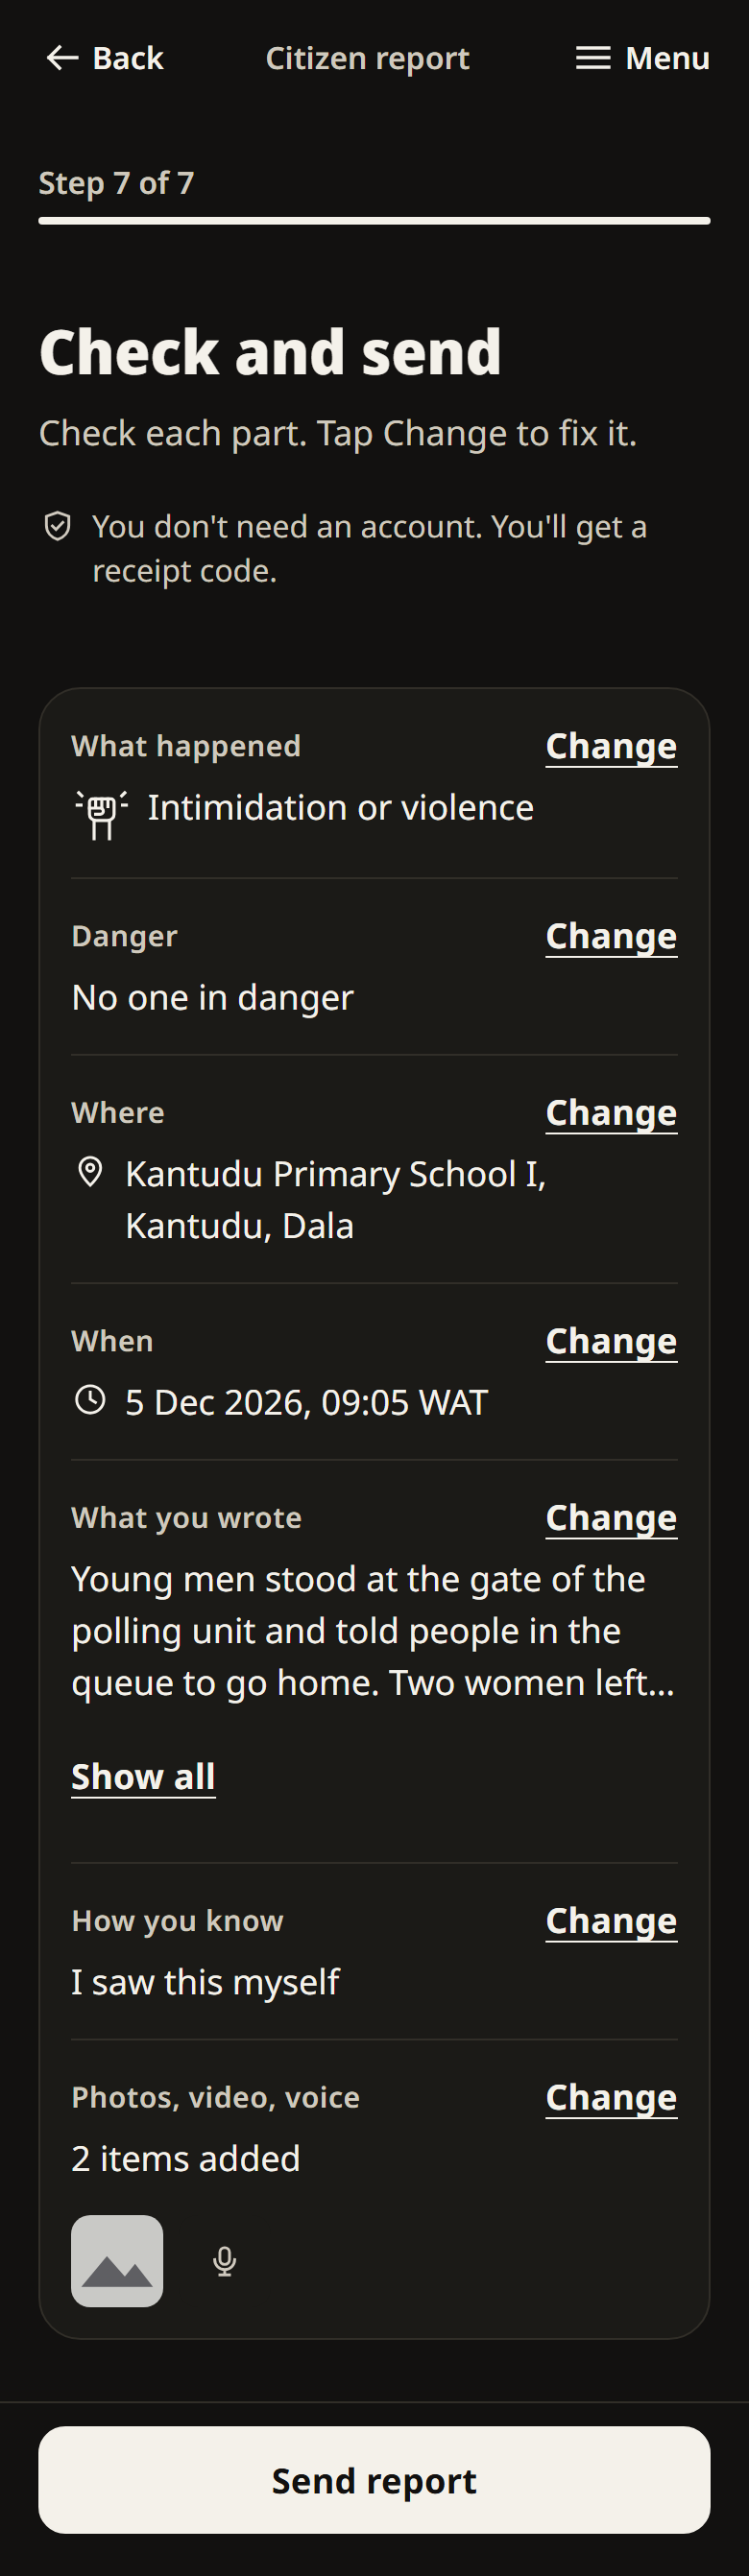 Back
Citizen report
Menu
Step 7 of 7
Check and send
Check each part. Tap Change to fix it.
You don't need an account. You'll get a
receipt code.
What happened
Change
Intimidation or violence
Danger
Change
No one in danger
Where
Change
Kantudu Primary School I,
Kantudu, Dala
When
Change
5 Dec 2026, 09:05 WAT
What you wrote
Change
Young men stood at the gate of the
polling unit and told people in the
queue to go home. Two women left...
Show all
How you know
Change
I saw this myself
Photos, video, voice
Change
2 items added
Send report